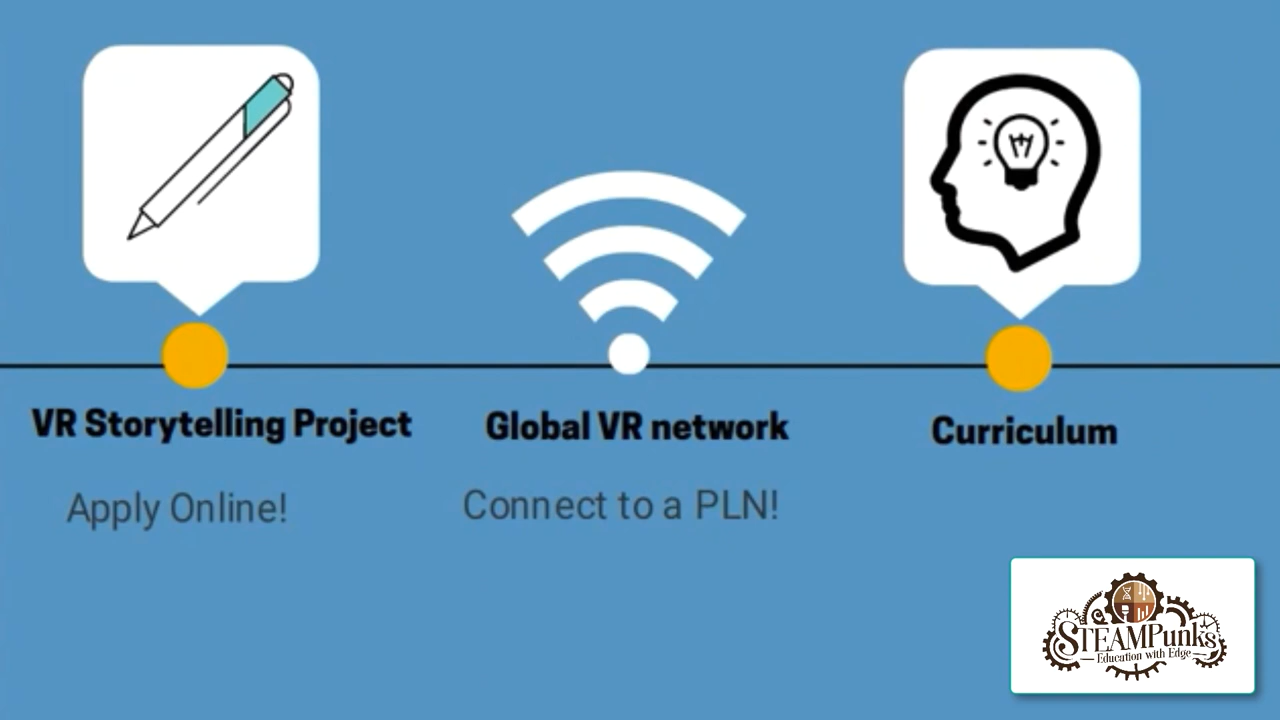 VR Storytelling Project
Global VR network
Curriculum
Apply Online!
Connect to a PLN!
STEAMPunks
Education with Edge